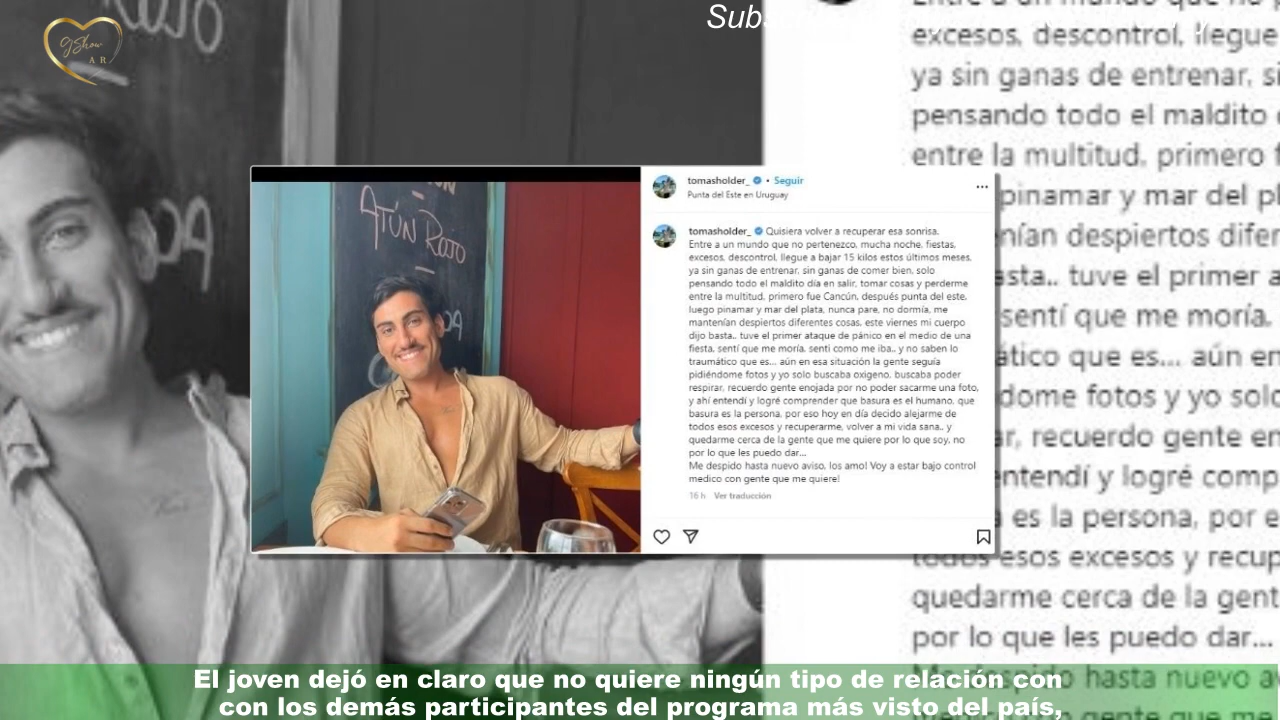 gShow
AR
Subs
ATÚN ROJO
tomasholder_ • Seguir
Punta del Este en Uruguay
tomasholder_ Quisiera volver a recuperar esa sonrisa.
Entre a un mundo que no pertenezco, mucha noche, fiestas,
excesos, descontrol, llegue a bajar 15 kilos estos últimos meses,
ya sin ganas de entrenar, sin ganas de comer bien, solo
pensando todo el maldito día en salir, tomar cosas y perderme
entre la multitud, primero fue Cancún, después punta del este,
luego pinamar y mar del plata, nunca pare, no dormía, me
mantenían despiertos diferentes cosas, este viernes mi cuerpo
dijo basta.. tuve el primer ataque de pánico en el medio de una
fiesta, sentí que me moría, senti como me iba.. y no saben lo
traumático que es... aún en esa situación la gente seguía
pidiéndome fotos y yo solo buscaba oxigeno, buscaba poder
respirar, recuerdo gente enojada por no poder sacarme una foto,
y ahí entendí y logré comprender que basura es el humano, que
basura es la persona, por eso hoy en día decido alejarme de
todos esos excesos y recuperarme, volver a mi vida sana.. y
quedarme cerca de la gente que me quiere por lo que soy, no
por lo que les puedo dar...
Me despido hasta nuevo aviso, los amo! Voy a estar bajo control
medico con gente que me quiere!
16 h Ver traducción
excesos, descontrol, llegue
ya sin ganas de entrenar, si
pensando todo el maldito
entre la multitud, primero f
pinamar y mar del pl
nían despiertos difer
asta.. tuve el primer a
sentí que me moría,
ático que es... aún en
dome fotos y yo solo
ar, recuerdo gente en
entendí y logré comp
es la persona, por e
todos esos excesos y recup
quedarme cerca de la gent
por lo que les puedo dar...
Me despido hasta nuevo av
El joven dejó en claro que no quiere ningún tipo de relación con
con los demás participantes del programa más visto del país,